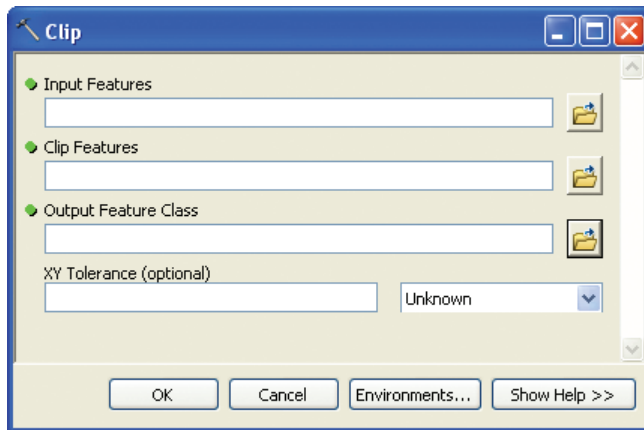 Clip
Input Features
Clip Features
Output Feature Class
XY Tolerance (optional)
Unknown
OK Cancel Environments... Show Help >>